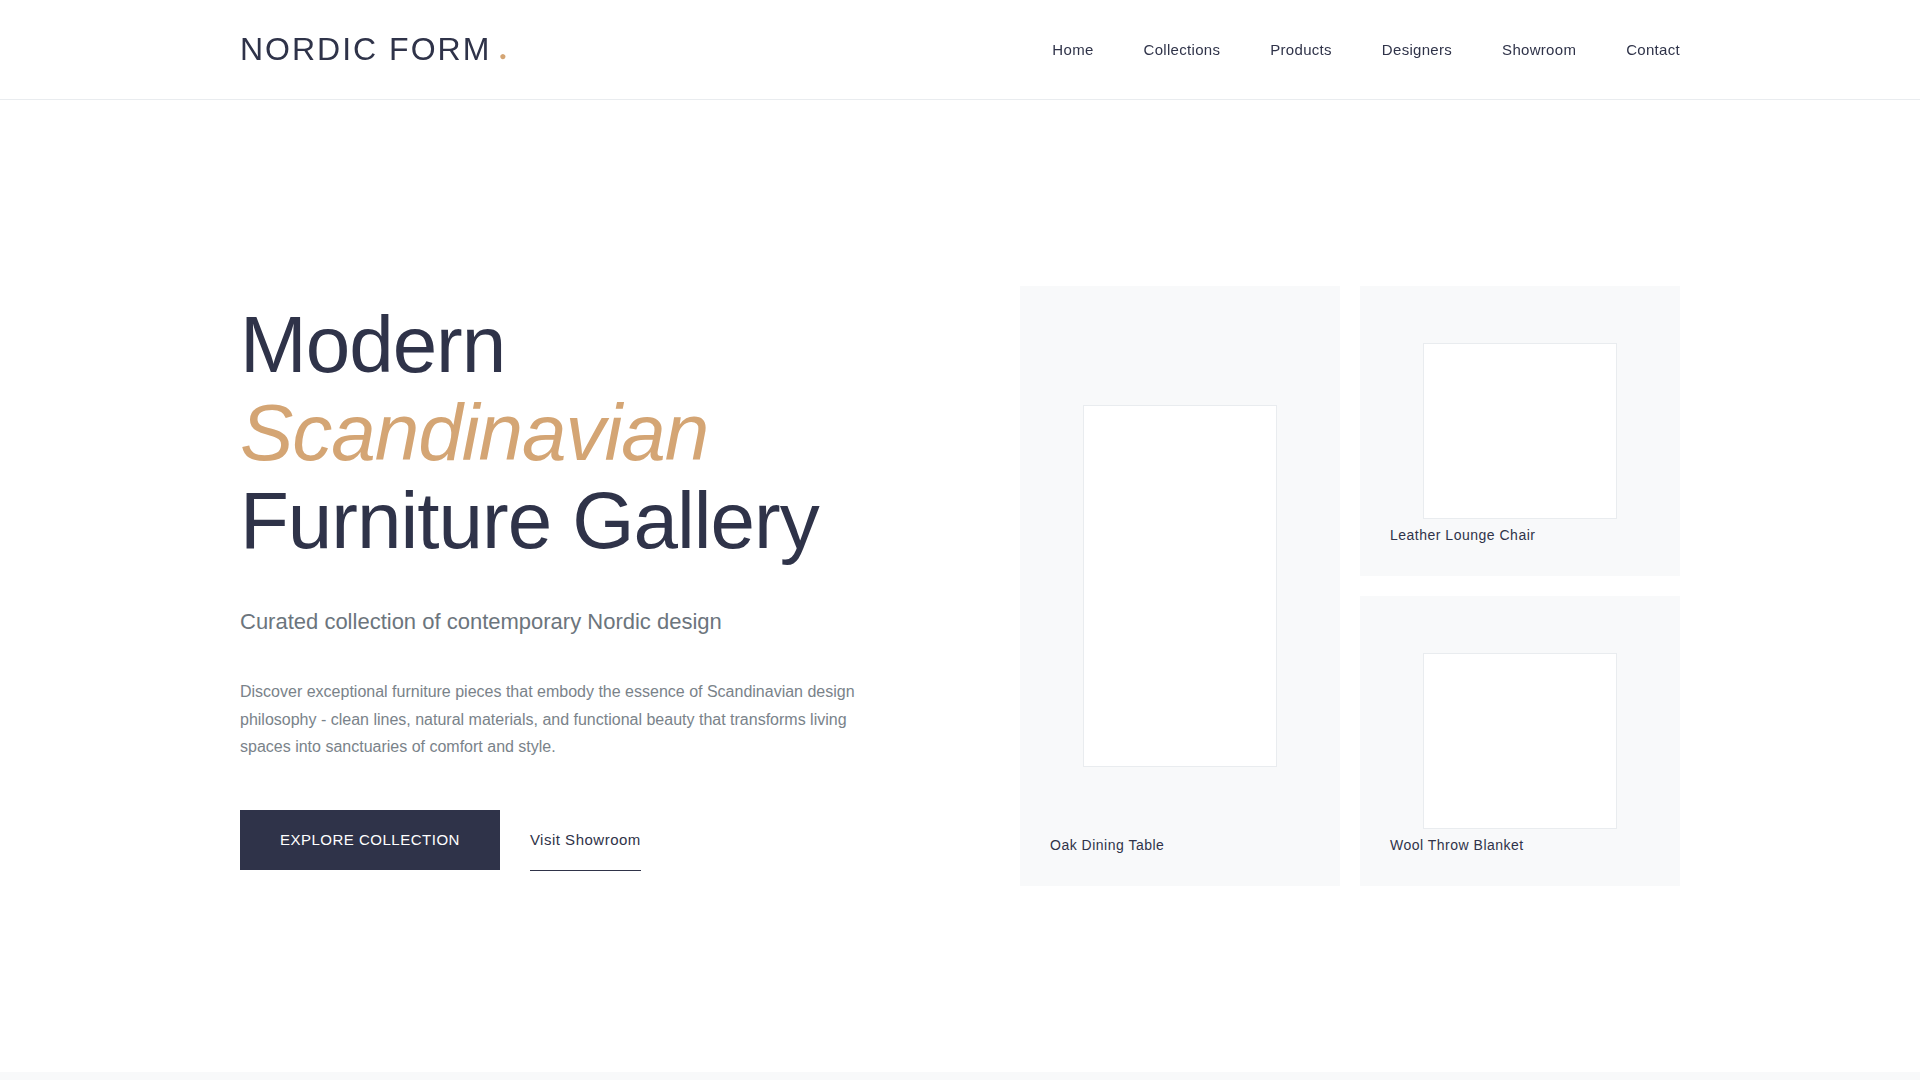 NORDIC FORM .
Home
Collections
Products
Designers
Showroom
Contact
Modern
Scandinavian
Furniture Gallery
Curated collection of contemporary Nordic design
Discover exceptional furniture pieces that embody the essence of Scandinavian design
philosophy - clean lines, natural materials, and functional beauty that transforms living
spaces into sanctuaries of comfort and style.
EXPLORE COLLECTION
Visit Showroom
Oak Dining Table
Leather Lounge Chair
Wool Throw Blanket